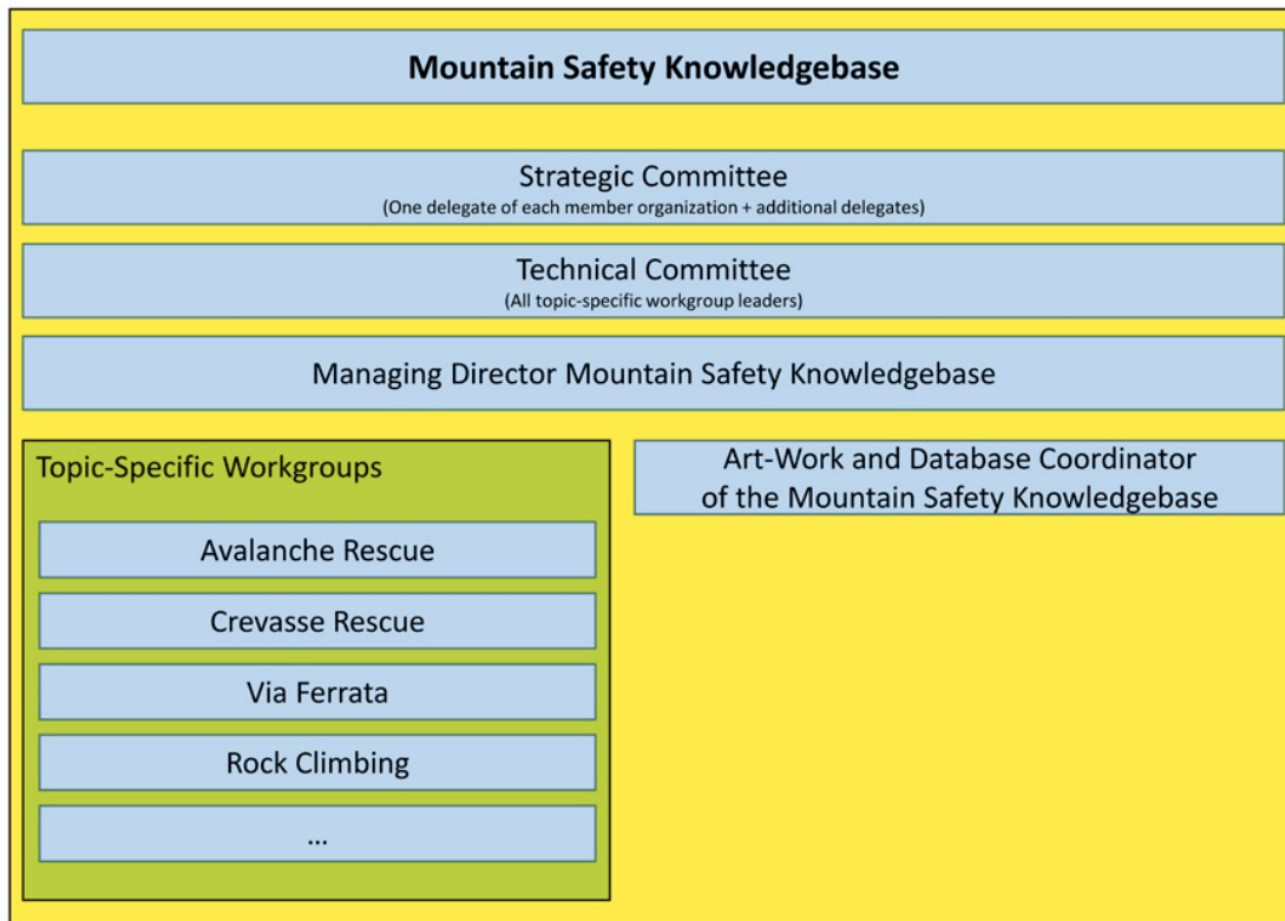 Mountain Safety Knowledgebase
Strategic Committee
(One delegate of each member organization + additional delegates)
Technical Committee
(All topic-specific workgroup leaders)
Managing Director Mountain Safety Knowledgebase
Topic-Specific Workgroups
Avalanche Rescue
Crevasse Rescue
Via Ferrata
Rock Climbing
...
Art-Work and Database Coordinator
of the Mountain Safety Knowledgebase